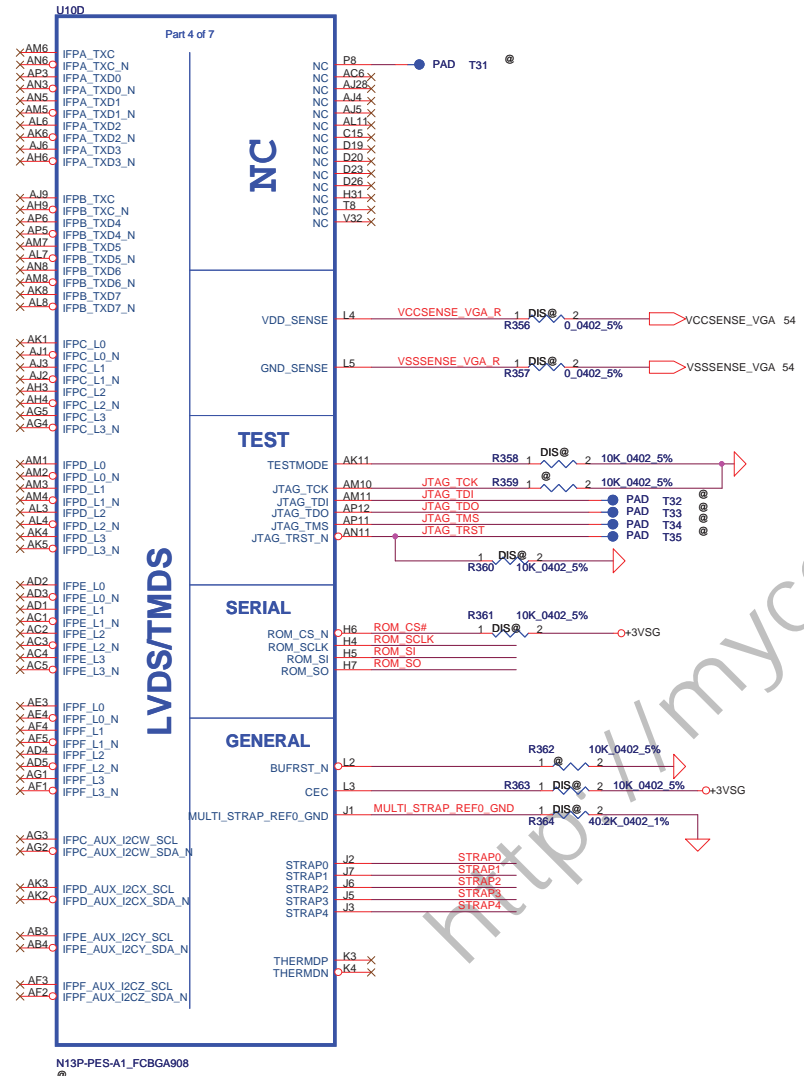 U10D
Part 4 of 7
AM6 IFPA_TXC
AN6 IFPA_TXC_N
AP3 IFPA_TXD0
AN3 IFPA_TXD0_N
AN5 IFPA_TXD1
AM5 IFPA_TXD1_N
AL6 IFPA_TXD2
AK6 IFPA_TXD2_N
AJ6 IFPA_TXD3
AH6 IFPA_TXD3_N
AJ9 IFPB_TXC
AH9 IFPB_TXC_N
AP6 IFPB_TXD4
AP5 IFPB_TXD4_N
AM7 IFPB_TXD5
AL7 IFPB_TXD5_N
AN8 IFPB_TXD6
AM8 IFPB_TXD6_N
AK8 IFPB_TXD7
AL8 IFPB_TXD7_N
AK1 IFPC_L0
AJ1 IFPC_L0_N
AJ3 IFPC_L1
AJ2 IFPC_L1_N
AH3 IFPC_L2
AH4 IFPC_L2_N
AG5 IFPC_L3
AG4 IFPC_L3_N
AM1 IFPD_L0
AM2 IFPD_L0_N
AM3 IFPD_L1
AM4 IFPD_L1_N
AL3 IFPD_L2
AL4 IFPD_L2_N
AK4 IFPD_L3
AK5 IFPD_L3_N
AD2 IFPE_L0
AD3 IFPE_L0_N
AD1 IFPE_L1
AC1 IFPE_L1_N
AC2 IFPE_L2
AC3 IFPE_L2_N
AC4 IFPE_L3
AC5 IFPE_L3_N
AE3 IFPF_L0
AE4 IFPF_L0_N
AF4 IFPF_L1
AF5 IFPF_L1_N
AD4 IFPF_L2
AD5 IFPF_L2_N
AG1 IFPF_L3
AF1 IFPF_L3_N
AG3 IFPC_AUX_I2CW_SCL
AG2 IFPC_AUX_I2CW_SDA_N
AK3 IFPD_AUX_I2CX_SCL
AK2 IFPD_AUX_I2CX_SDA_N
AB3 IFPE_AUX_I2CY_SCL
AB4 IFPE_AUX_I2CY_SDA_N
AF3 IFPF_AUX_I2CZ_SCL
AF2 IFPF_AUX_I2CZ_SDA_N
LVDS/TMDS
NC
NC P8 PAD T31 @
NC AC6
NC AJ28
NC AJ4
NC AJ5
NC AL11
NC C15
NC D19
NC D20
NC D23
NC D26
NC H31
NC T8
NC V32
VDD_SENSE L4 VCCSENSE_VGA_R 1 DIS@ 2 VCCSENSE_VGA 54
R356 0_0402_5%
GND_SENSE L5 VSSSENSE_VGA_R 1 DIS@ 2 VSSSENSE_VGA 54
R357 0_0402_5%
TEST
TESTMODE AK11 R358 1 DIS@ 2 10K_0402_5%
JTAG_TCK AM10 JTAG_TCK R359 1 @ 2 10K_0402_5%
JTAG_TDI AM11 JTAG_TDI PAD T32 @
JTAG_TDO AP12 JTAG_TDO PAD T33 @
JTAG_TMS AP11 JTAG_TMS PAD T34 @
JTAG_TRST_N AN11 JTAG_TRST PAD T35 @
1 DIS@ 2
R360 10K_0402_5%
SERIAL
R361 10K_0402_5%
ROM_CS_N H6 ROM_CS# 1 DIS@ 2 +3VSG
ROM_SCLK H4 ROM_SCLK
ROM_SI H5 ROM_SI
ROM_SO H7 ROM_SO
GENERAL
R362 10K_0402_5%
BUFRST_N L2 1 @ 2
CEC L3 R363 1 DIS@ 2 10K_0402_5% +3VSG
MULTI_STRAP_REF0_GND J1 MULTI_STRAP_REF0_GND 1 DIS@ 2
R364 40.2K_0402_1%
STRAP0 J2 STRAP0
STRAP1 J7 STRAP1
STRAP2 J6 STRAP2
STRAP3 J5 STRAP3
STRAP4 J3 STRAP4
THERMDP K3
THERMDN K4
N13P-PES-A1_FCBGA908
@